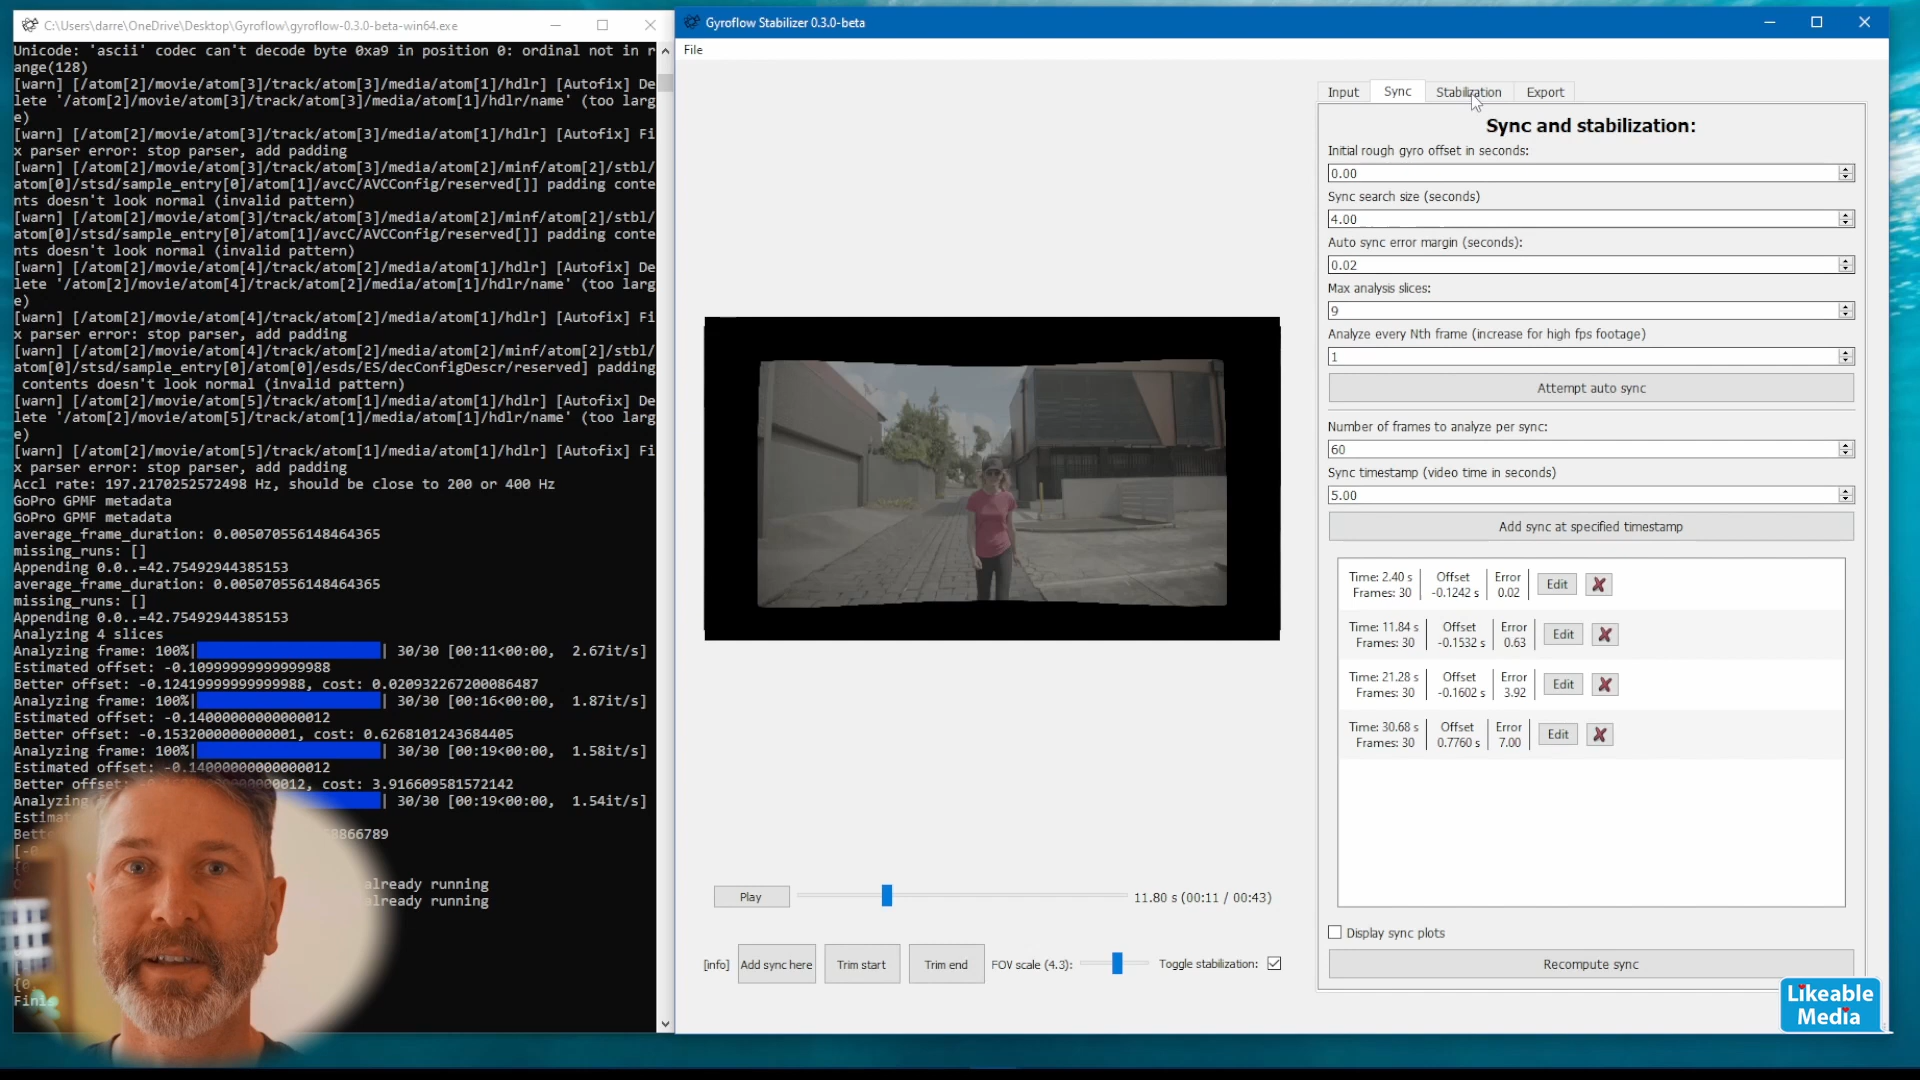 C:\Users\darre\OneDrive\Desktop\Gyroflow\gyroflow-0.3.0-beta-win64.exe
Unicode: 'ascii' codec can't decode byte 0xa9 in position 0: ordinal not in r
ange(128)
[warn] [/atom[2]/movie/atom[3]/track/atom[3]/media/atom[1]/hdlr] [Autofix] De
lete '/atom[2]/movie/atom[3]/track/atom[3]/media/atom[1]/hdlr/name' (too larg
e)
[warn] [/atom[2]/movie/atom[3]/track/atom[3]/media/atom[1]/hdlr] [Autofix] Fi
x parser error: stop parser, add padding
[warn] [/atom[2]/movie/atom[3]/track/atom[3]/media/atom[2]/minf/atom[2]/stbl/
atom[0]/stsd/sample_entry[0]/atom[1]/avcC/AVCConfig/reserved[]] padding conte
nts doesn't look normal (invalid pattern)
[warn] [/atom[2]/movie/atom[3]/track/atom[3]/media/atom[2]/minf/atom[2]/stbl/
atom[0]/stsd/sample_entry[0]/atom[1]/avcC/AVCConfig/reserved[]] padding conte
nts doesn't look normal (invalid pattern)
[warn] [/atom[2]/movie/atom[4]/track/atom[2]/media/atom[1]/hdlr] [Autofix] De
lete '/atom[2]/movie/atom[4]/track/atom[2]/media/atom[1]/hdlr/name' (too larg
e)
[warn] [/atom[2]/movie/atom[4]/track/atom[2]/media/atom[1]/hdlr] [Autofix] Fi
x parser error: stop parser, add padding
[warn] [/atom[2]/movie/atom[4]/track/atom[2]/media/atom[2]/minf/atom[2]/stbl/
atom[0]/stsd/sample_entry[0]/atom[0]/esds/ES/decConfigDescr/reserved] padding
contents doesn't look normal (invalid pattern)
[warn] [/atom[2]/movie/atom[5]/track/atom[1]/media/atom[1]/hdlr] [Autofix] De
lete '/atom[2]/movie/atom[5]/track/atom[1]/media/atom[1]/hdlr/name' (too larg
e)
[warn] [/atom[2]/movie/atom[5]/track/atom[1]/media/atom[1]/hdlr] [Autofix] Fi
x parser error: stop parser, add padding
Accl rate: 197.2170252572498 Hz, should be close to 200 or 400 Hz
GoPro GPMF metadata
GoPro GPMF metadata
average_frame_duration: 0.005070556148464365
missing_runs: []
Appending 0.0..=42.75492944385153
average_frame_duration: 0.005070556148464365
missing_runs: []
Appending 0.0..=42.75492944385153
Analyzing 4 slices
Analyzing frame: 100%| | 30/30 [00:11<00:00, 2.67it/s]
Estimated offset: -0.10999999999999988
Better offset: -0.12419999999999988, cost: 0.020932267200086487
Analyzing frame: 100%| | 30/30 [00:16<00:00, 1.87it/s]
Estimated offset: -0.14000000000000012
Better offset: -0.1532000000000001, cost: 0.6268101243684405
Analyzing frame: 100%| | 30/30 [00:19<00:00, 1.58it/s]
Estimated offset: -0.14000000000000012
Better offset: 012, cost: 3.916609581572142
Analyzing | 30/30 [00:19<00:00, 1.54it/s]
already running
already running
Gyroflow Stabilizer 0.3.0-beta
File
Input Sync Stabilization Export
Sync and stabilization:
Initial rough gyro offset in seconds:
0.00
Sync search size (seconds)
4.00
Auto sync error margin (seconds):
0.02
Max analysis slices:
9
Analyze every Nth frame (increase for high fps footage)
1
Attempt auto sync
Number of frames to analyze per sync:
60
Sync timestamp (video time in seconds)
5.00
Add sync at specified timestamp
Time: 2.40 s Offset Error Edit
Frames: 30 -0.1242 s 0.02
Time: 11.84 s Offset Error Edit
Frames: 30 -0.1532 s 0.63
Time: 21.28 s Offset Error Edit
Frames: 30 -0.1602 s 3.92
Time: 30.68 s Offset Error Edit
Frames: 30 0.7760 s 7.00
Display sync plots
Recompute sync
Play 11.80 s (00:11 / 00:43)
[info] Add sync here Trim start Trim end FOV scale (4.3): Toggle stabilization:
Likeable
Media